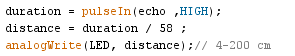 duration = pulseIn(echo ,HIGH);
distance = duration / 58 ;
analogWrite(LED, distance);// 4-200 cm